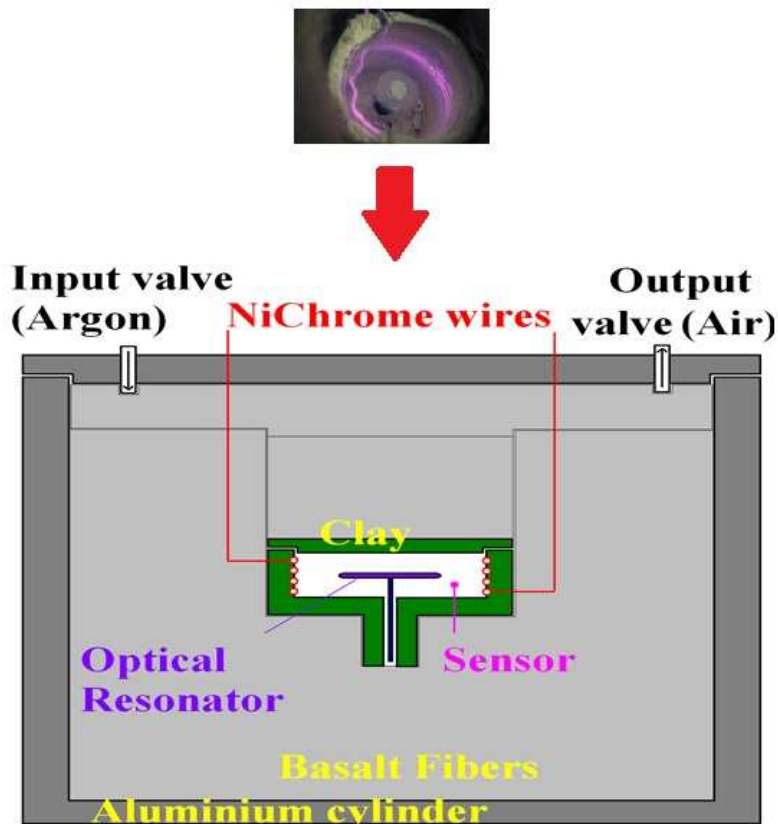 Input valve
(Argon)
NiChrome wires
Output
valve (Air)
Clay
Optical
Resonator
Sensor
Basalt Fibers
Aluminium cylinder